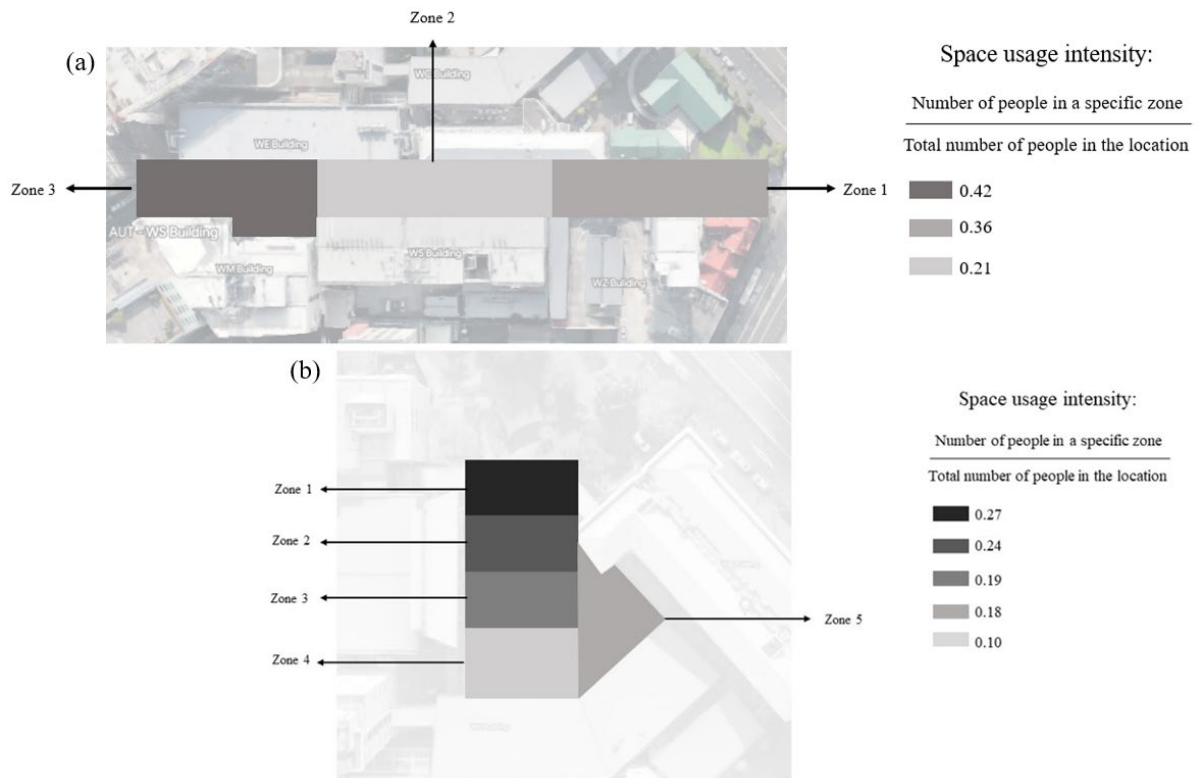 Zone 2
(a)
Space usage intensity:
Number of people in a specific zone
Total number of people in the location
0.42
0.36
0.21
Zone 3
Zone 1
WE Building
AUT - WS Building
WM Building
WS Building
WZ Building
(b)
Space usage intensity:
Number of people in a specific zone
Total number of people in the location
0.27
0.24
0.19
0.18
0.10
Zone 1
Zone 2
Zone 3
Zone 4
Zone 5